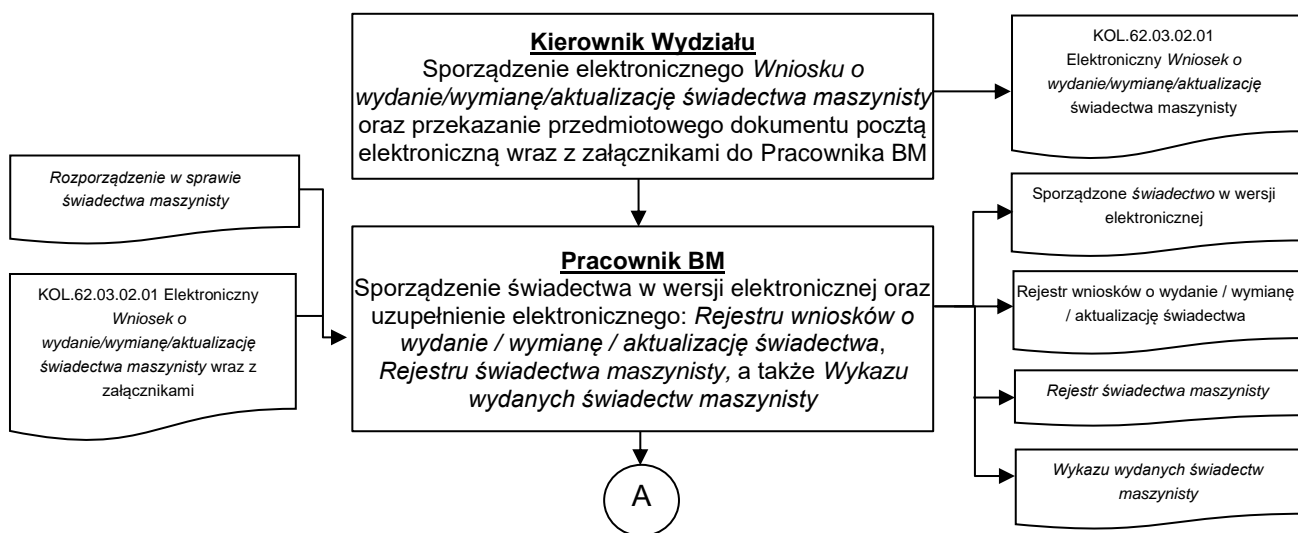 Kierownik Wydziału
Sporządzenie elektronicznego Wniosku o
wydanie/wymianę/aktualizację świadectwa maszynisty
oraz przekazanie przedmiotowego dokumentu pocztą
elektroniczną wraz z załącznikami do Pracownika BM
KOL.62.03.02.01
Elektroniczny Wniosek o
wydanie/wymianę/aktualizację
świadectwa maszynisty
Rozporządzenie w sprawie
świadectwa maszynisty
KOL.62.03.02.01 Elektroniczny
Wniosek o
wydanie/wymianę/aktualizację
świadectwa maszynisty wraz z
załącznikami
Pracownik BM
Sporządzenie świadectwa w wersji elektronicznej oraz
uzupełnienie elektronicznego: Rejestru wniosków o
wydanie / wymianę / aktualizację świadectwa,
Rejestru świadectwa maszynisty, a także Wykazu
wydanych świadectw maszynisty
Sporządzone świadectwo w wersji
elektronicznej
Rejestr wniosków o wydanie / wymianę
/ aktualizację świadectwa
Rejestr świadectwa maszynisty
Wykazu wydanych świadectw
maszynisty
A